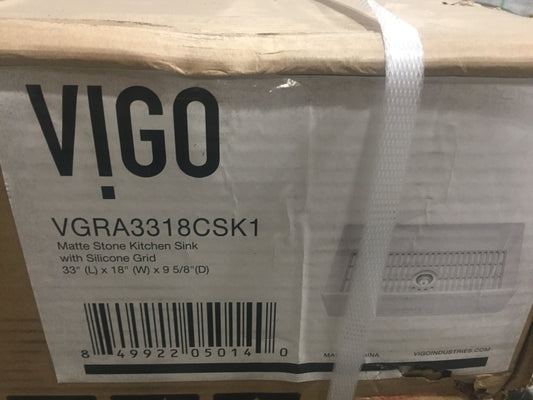 VIGO
VGRA3318CSK1
Matte Stone Kitchen Sink
with Silicone Grid
33" (L) x 18" (W) x 9 5/8"(D)
8 49922 05014 0
VIGOINDUSTRIES.COM